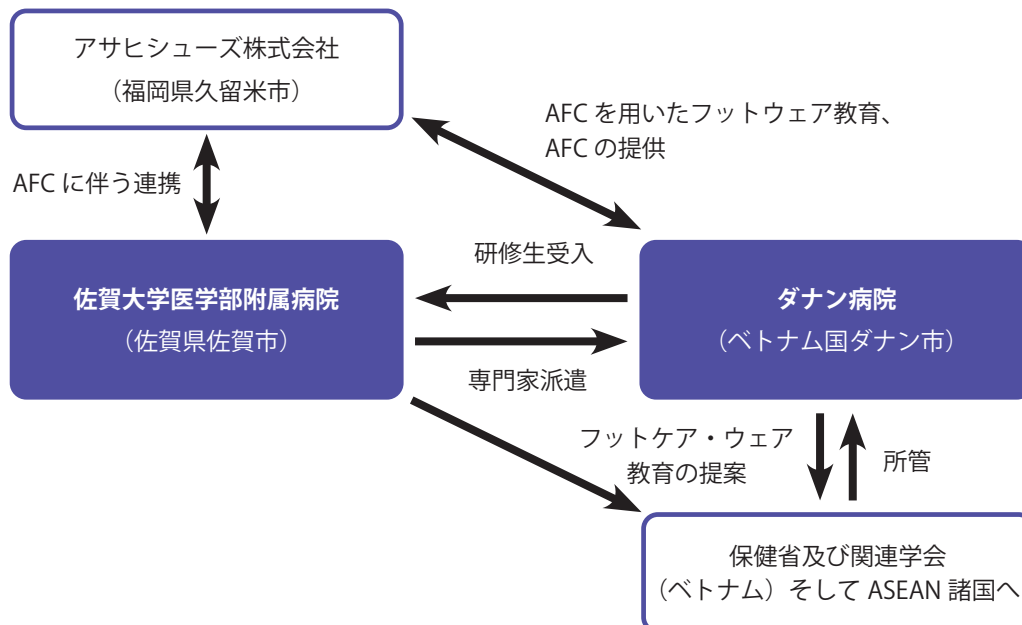 アサヒシューズ株式会社
（福岡県久留米市）
AFC を用いたフットウェア教育、
AFC の提供
AFC に伴う連携
研修生受入
佐賀大学医学部附属病院
（佐賀県佐賀市）
ダナン病院
（ベトナム国ダナン市）
専門家派遣
フットケア・ウェア
教育の提案
所管
保健省及び関連学会
（ベトナム）そして ASEAN 諸国へ